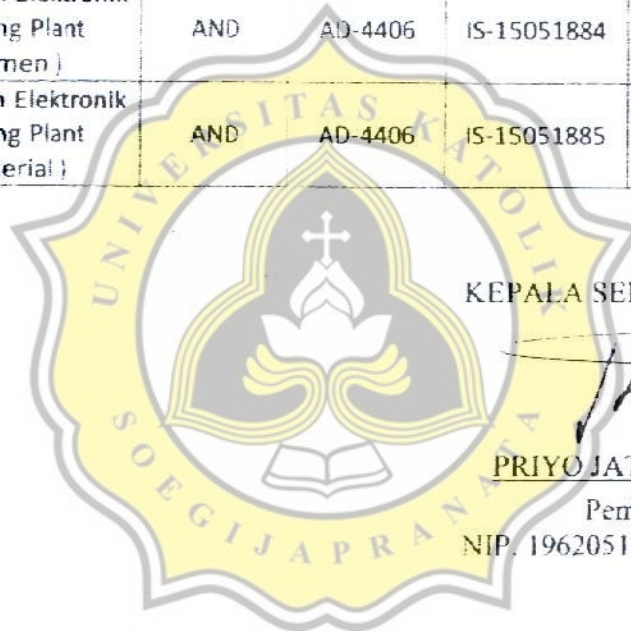 Elektronik
ng Plant
men )
AND AD-4406 IS-15051884
n Elektronik
ng Plant
erial )
AND AD-4406 IS-15051885
UNIVERSITAS KATOLIK
SOEGIJAPRANATA
KEPALA SE
PRIYO JAT
Pem
NIP. 1962051